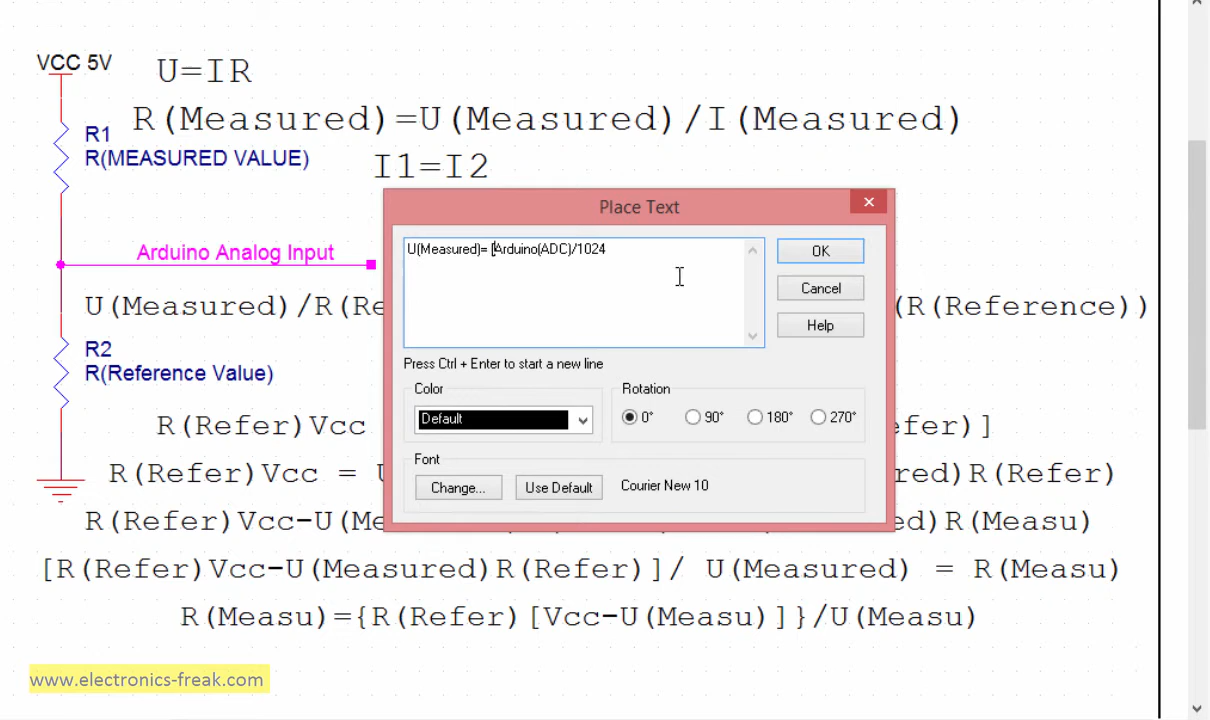 VCC 5V
U=IR
R(Measured)=U(Measured)/I(Measured)
R1
R(MEASURED VALUE)
I1=I2
Place Text
U(Measured)= [Arduino(ADC)/1024
OK
Arduino Analog Input
Cancel
U(Measured)/R(Re
(R(Reference))
Help
R2
R(Reference Value)
Press Ctrl + Enter to start a new line
Color
Rotation
Default
0°
90°
180°
270°
R(Refer)Vcc
efer)]
Font
R(Refer)Vcc = U
red)R(Refer)
Change...
Use Default
Courier New 10
R(Refer)Vcc-U(Me
ed)R(Measu)
[R(Refer)Vcc-U(Measured)R(Refer)]/ U(Measured) = R(Measu)
R(Measu)={R(Refer)[Vcc-U(Measu)]}/U(Measu)
www.electronics-freak.com